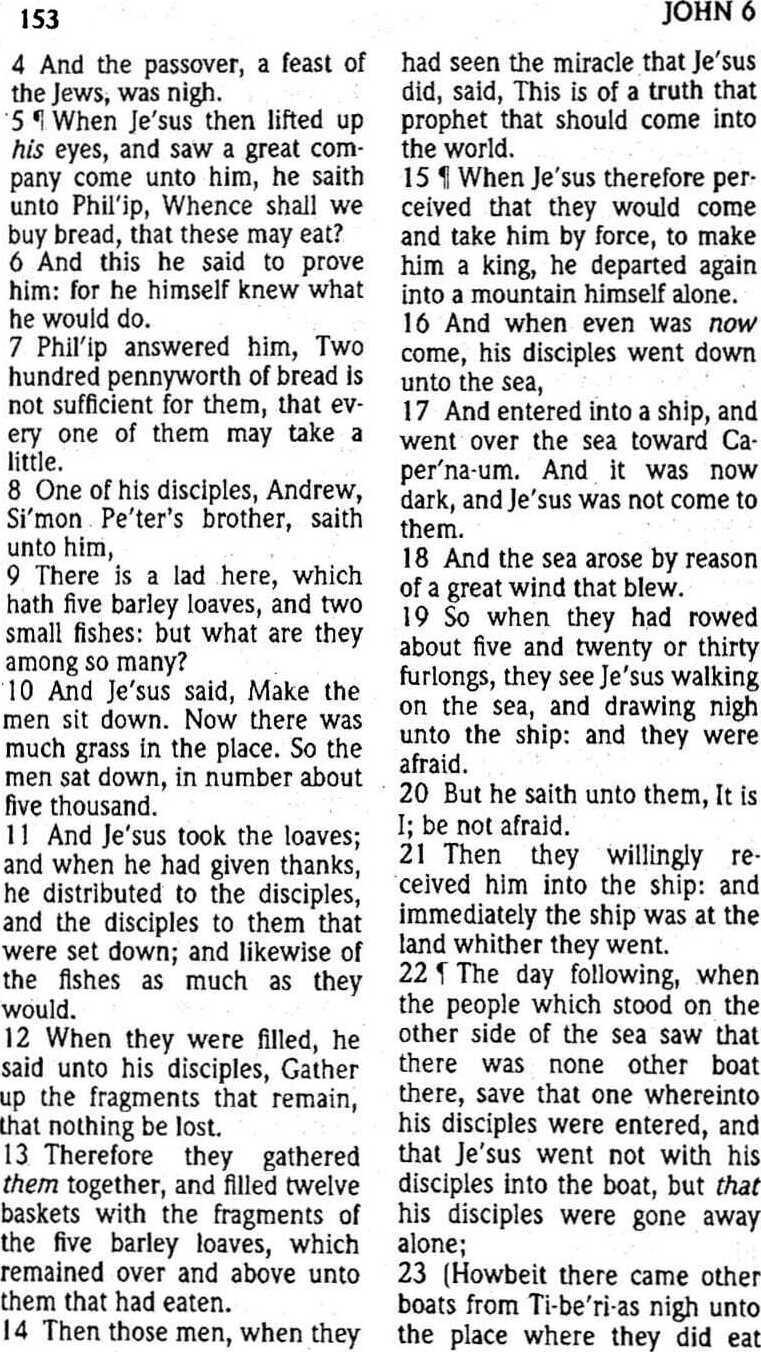 153
JOHN 6
4 And the passover, a feast of
the Jews, was nigh.
5 ¶ When Je′sus then lifted up
his eyes, and saw a great com-
pany come unto him, he saith
unto Phil′ip, Whence shall we
buy bread, that these may eat?
6 And this he said to prove
him: for he himself knew what
he would do.
7 Phil′ip answered him, Two
hundred pennyworth of bread is
not sufficient for them, that ev-
ery one of them may take a
little.
8 One of his disciples, Andrew,
Si′mon Pe′ter's brother, saith
unto him,
9 There is a lad here, which
hath five barley loaves, and two
small fishes: but what are they
among so many?
10 And Je′sus said, Make the
men sit down. Now there was
much grass in the place. So the
men sat down, in number about
five thousand.
11 And Je′sus took the loaves;
and when he had given thanks,
he distributed to the disciples,
and the disciples to them that
were set down; and likewise of
the fishes as much as they
would.
12 When they were filled, he
said unto his disciples, Gather
up the fragments that remain,
that nothing be lost.
13 Therefore they gathered
them together, and filled twelve
baskets with the fragments of
the five barley loaves, which
remained over and above unto
them that had eaten.
14 Then those men, when they
had seen the miracle that Je′sus
did, said, This is of a truth that
prophet that should come into
the world.
15 ¶ When Je′sus therefore per-
ceived that they would come
and take him by force, to make
him a king, he departed again
into a mountain himself alone.
16 And when even was now
come, his disciples went down
unto the sea,
17 And entered into a ship, and
went over the sea toward Ca-
per′na-um. And it was now
dark, and Je′sus was not come to
them.
18 And the sea arose by reason
of a great wind that blew.
19 So when they had rowed
about five and twenty or thirty
furlongs, they see Je′sus walking
on the sea, and drawing nigh
unto the ship: and they were
afraid.
20 But he saith unto them, It is
I; be not afraid.
21 Then they willingly re-
ceived him into the ship: and
immediately the ship was at the
land whither they went.
22 ¶ The day following, when
the people which stood on the
other side of the sea saw that
there was none other boat
there, save that one whereinto
his disciples were entered, and
that Je′sus went not with his
disciples into the boat, but that
his disciples were gone away
alone;
23 (Howbeit there came other
boats from Ti-be′ri-as nigh unto
the place where they did eat